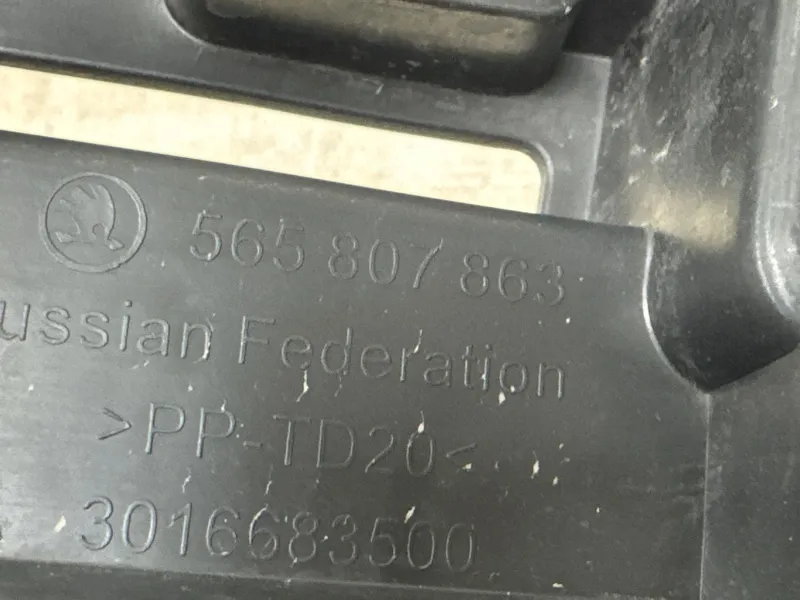 565 807 863
ussian Federation
>PP-TD20<
3016683500